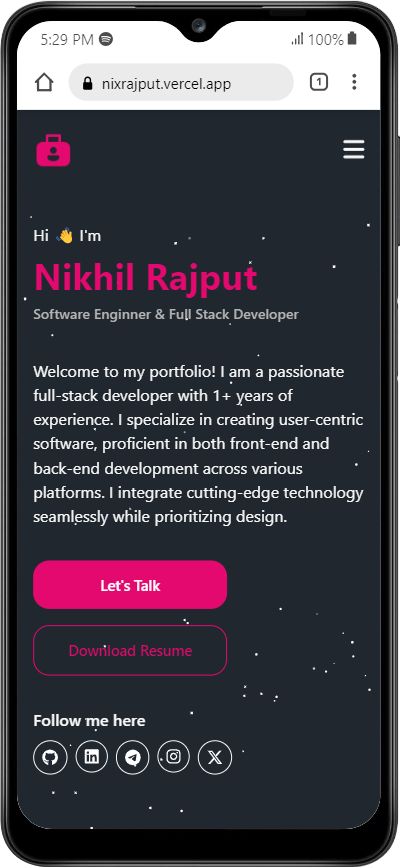 5:29 PM
100%
nixrajput.vercel.app
1
Hi 👋 I'm
Nikhil Rajput
Software Enginner & Full Stack Developer
Welcome to my portfolio! I am a passionate
full-stack developer with 1+ years of
experience. I specialize in creating user-centric
software, proficient in both front-end and
back-end development across various
platforms. I integrate cutting-edge technology
seamlessly while prioritizing design.
Let's Talk
Download Resume
Follow me here